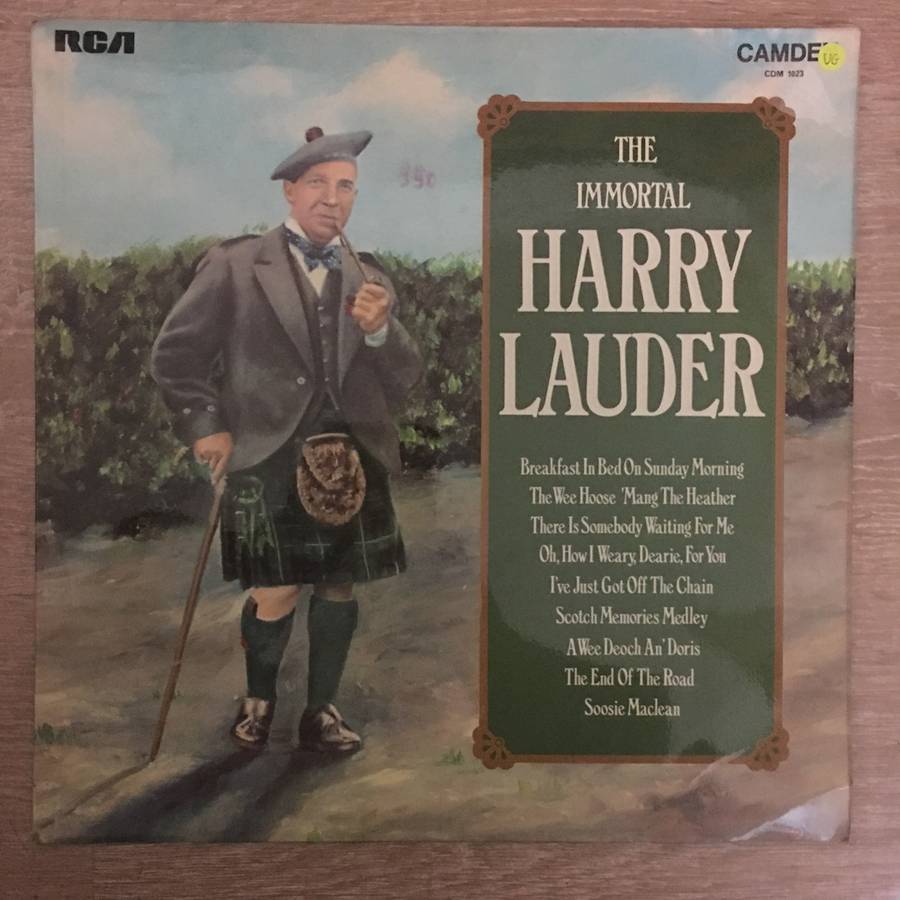 RCA
CAMDE
VG
CDM 1023
THE
IMMORTAL
HARRY
LAUDER
Breakfast In Bed On Sunday Morning
The Wee Hoose 'Mang The Heather
There Is Somebody Waiting For Me
Oh, How I Weary, Dearie, For You
I've Just Got Off The Chain
Scotch Memories Medley
A Wee Deoch An' Doris
The End Of The Road
Soosie Maclean